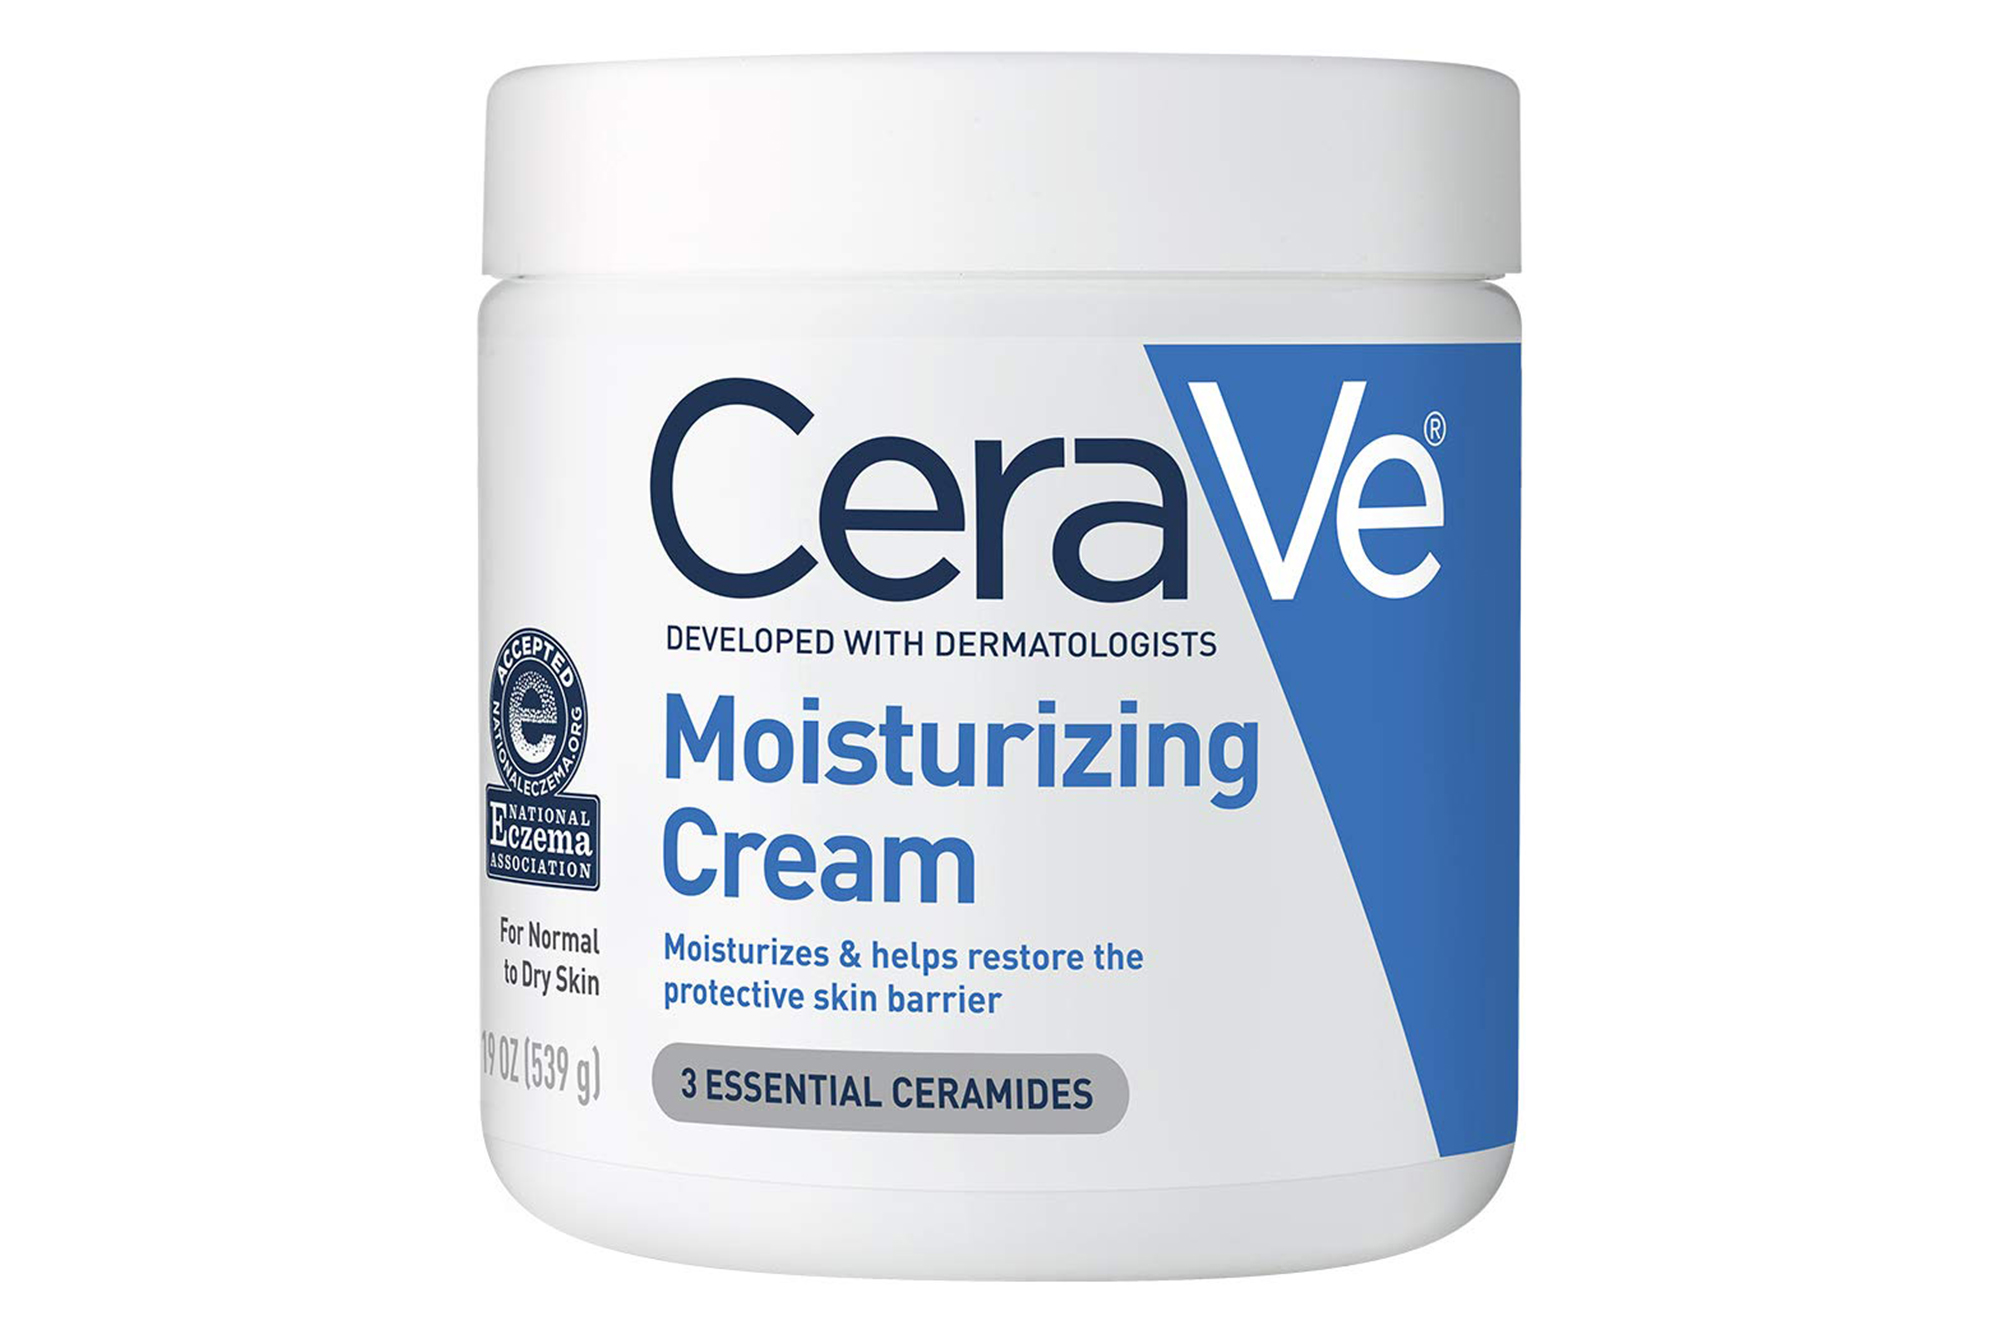 CeraVe®
DEVELOPED WITH DERMATOLOGISTS
Moisturizing
Cream
Moisturizes & helps restore the
protective skin barrier
3 ESSENTIAL CERAMIDES
ACCEPTED
NATIONALECZEMA.ORG
e
NATIONAL
Eczema
ASSOCIATION
For Normal
to Dry Skin
19 OZ (539 g)